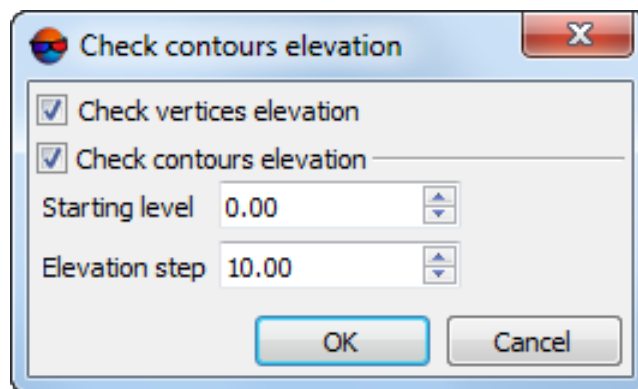 Check contours elevation
Check vertices elevation
Check contours elevation
Starting level 0.00
Elevation step 10.00
OK Cancel